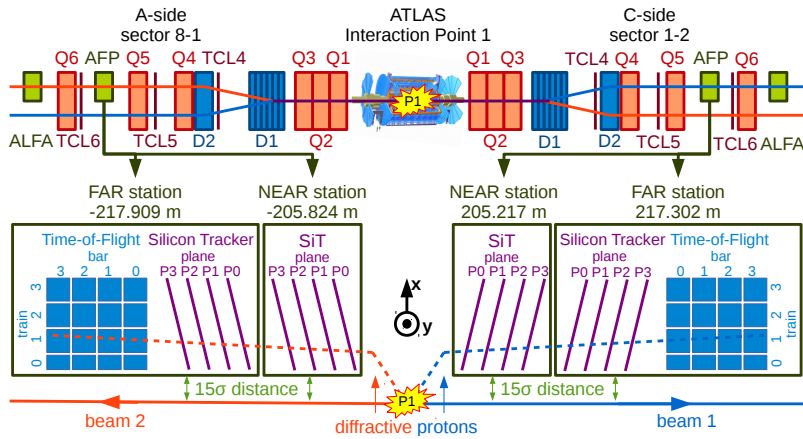 A-side
sector 8-1
ATLAS
Interaction Point 1
C-side
sector 1-2
Q6 AFP Q5 Q4 TCL4 Q3 Q1
Q1 Q3 TCL4 Q4 Q5 AFP Q6
P1
ALFA TCL6 TCL5 D2 D1 Q2
Q2 D1 D2 TCL5 TCL6 ALFA
FAR station
-217.909 m
NEAR station
-205.824 m
NEAR station
205.217 m
FAR station
217.302 m
Time-of-Flight
bar
3 2 1 0
train
3
2
1
0
Silicon Tracker
plane
P3 P2 P1 P0
SiT
plane
P3 P2 P1 P0
x
y
SiT
plane
P0 P1 P2 P3
Silicon Tracker
plane
P0 P1 P2 P3
Time-of-Flight
bar
0 1 2 3
3
2
1
0
train
15σ distance
15σ distance
P1
beam 2
diffractive protons
beam 1